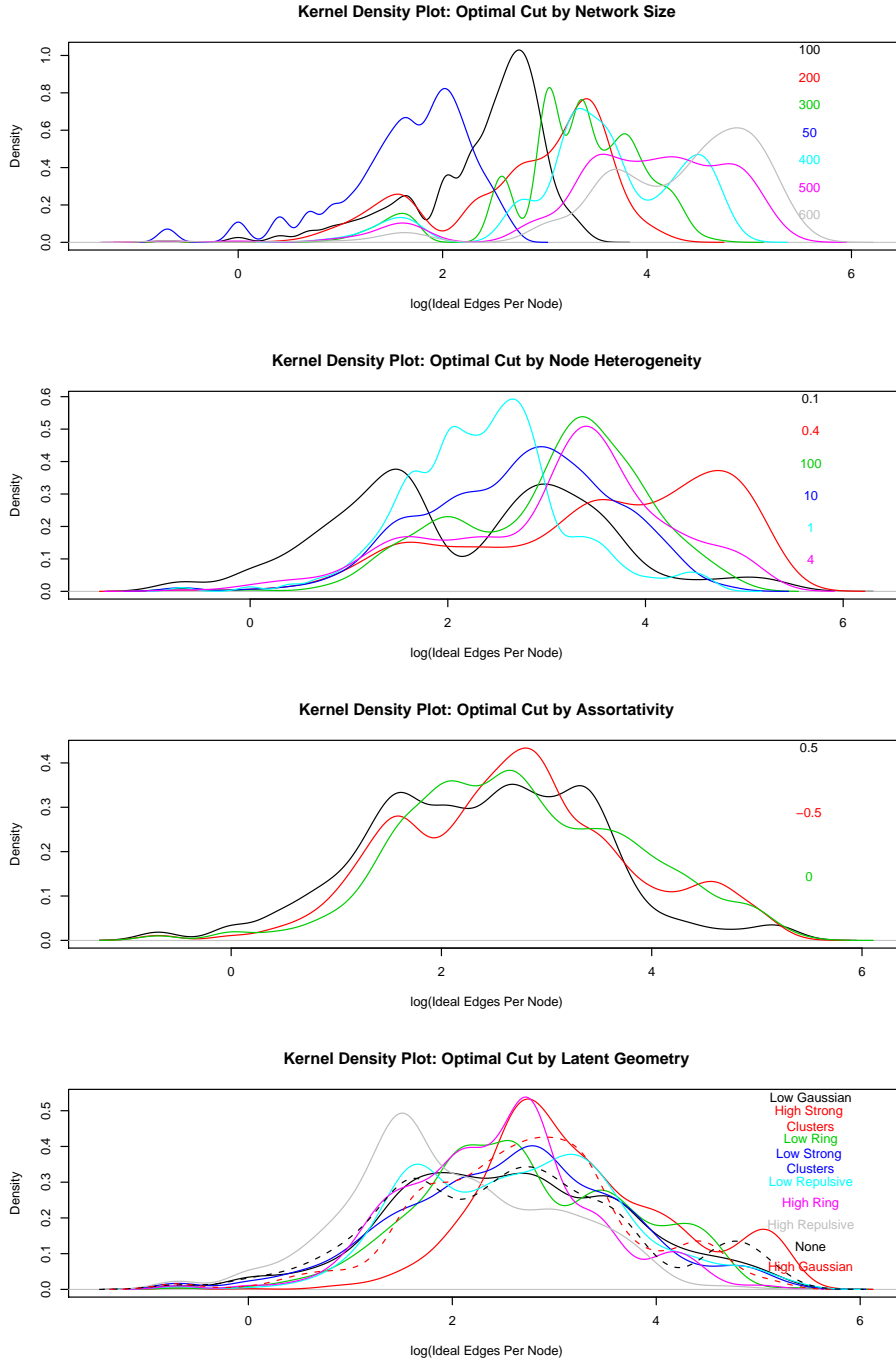 Kernel Density Plot: Optimal Cut by Network Size
Density
0.0 0.2 0.4 0.6 0.8 1.0
100
200
300
50
400
500
600
0 2 4 6
log(Ideal Edges Per Node)
Kernel Density Plot: Optimal Cut by Node Heterogeneity
Density
0.0 0.1 0.2 0.3 0.4 0.5 0.6
0.1
0.4
100
10
1
4
0 2 4 6
log(Ideal Edges Per Node)
Kernel Density Plot: Optimal Cut by Assortativity
Density
0.0 0.1 0.2 0.3 0.4
0.5
−0.5
0
0 2 4 6
log(Ideal Edges Per Node)
Kernel Density Plot: Optimal Cut by Latent Geometry
Density
0.0 0.1 0.2 0.3 0.4 0.5
Low Gaussian
High Strong
Clusters
Low Ring
Low Strong
Clusters
Low Repulsive
High Ring
High Repulsive
None
High Gaussian
0 2 4 6
log(Ideal Edges Per Node)